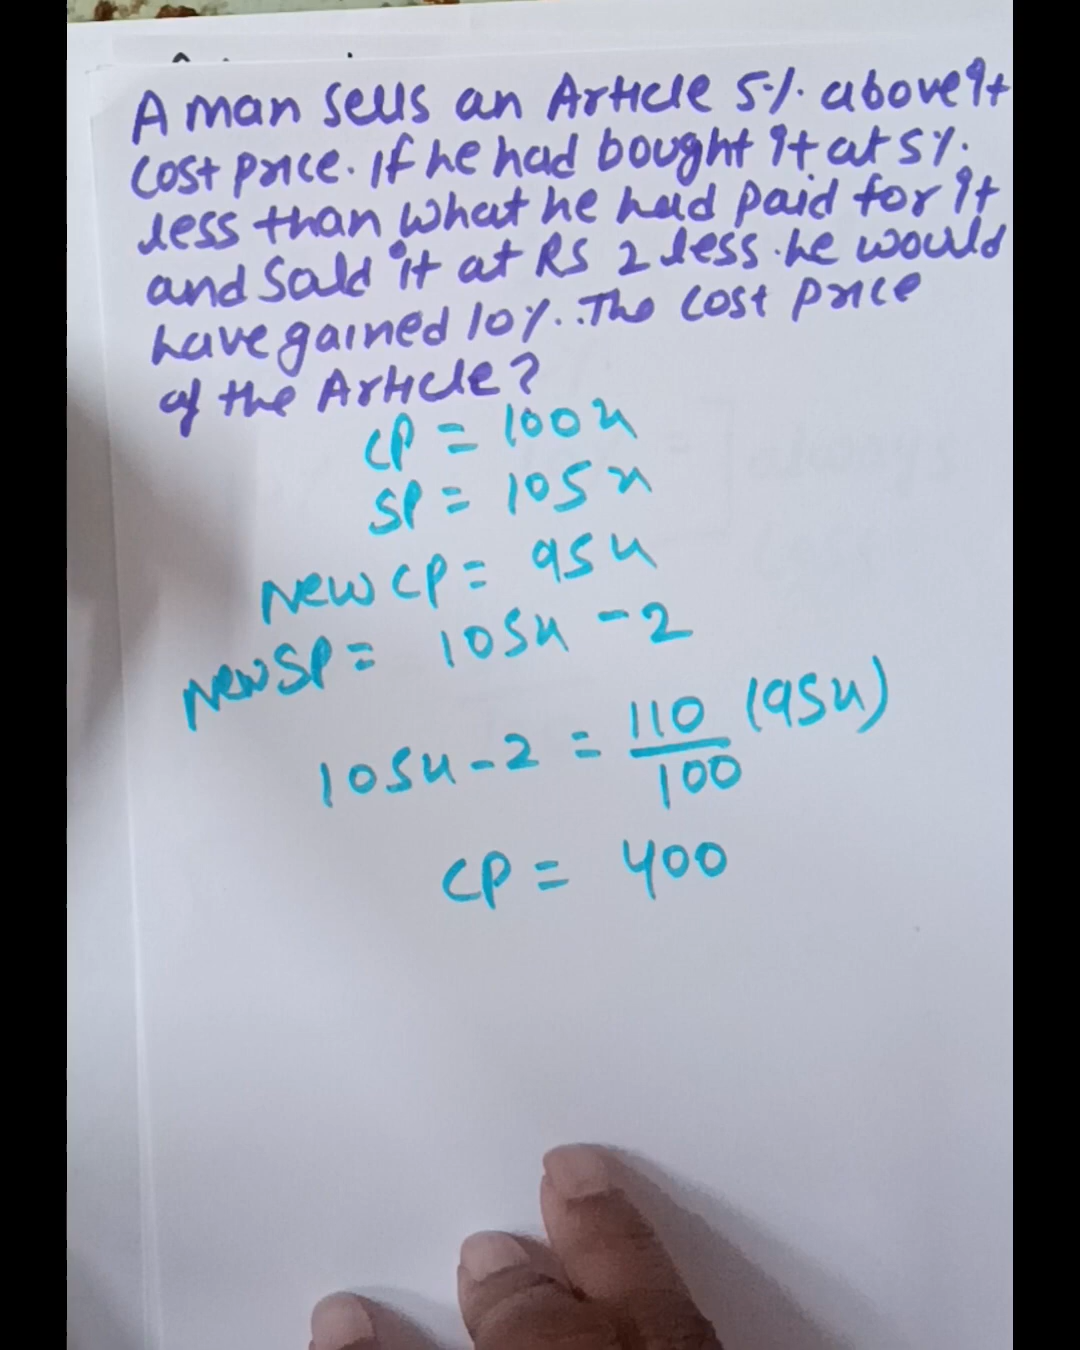 A man sells an Article 5% above it
cost price. If he had bought it at 5%.
less than what he had paid for it
and Sold it at RS 2 less. he would
have gained 10%. The cost price
of the Article?
CP = 100x
SP = 105x
New CP = 95x
New SP = 105x - 2
105x - 2 = 110/100 (95x)
CP = 400